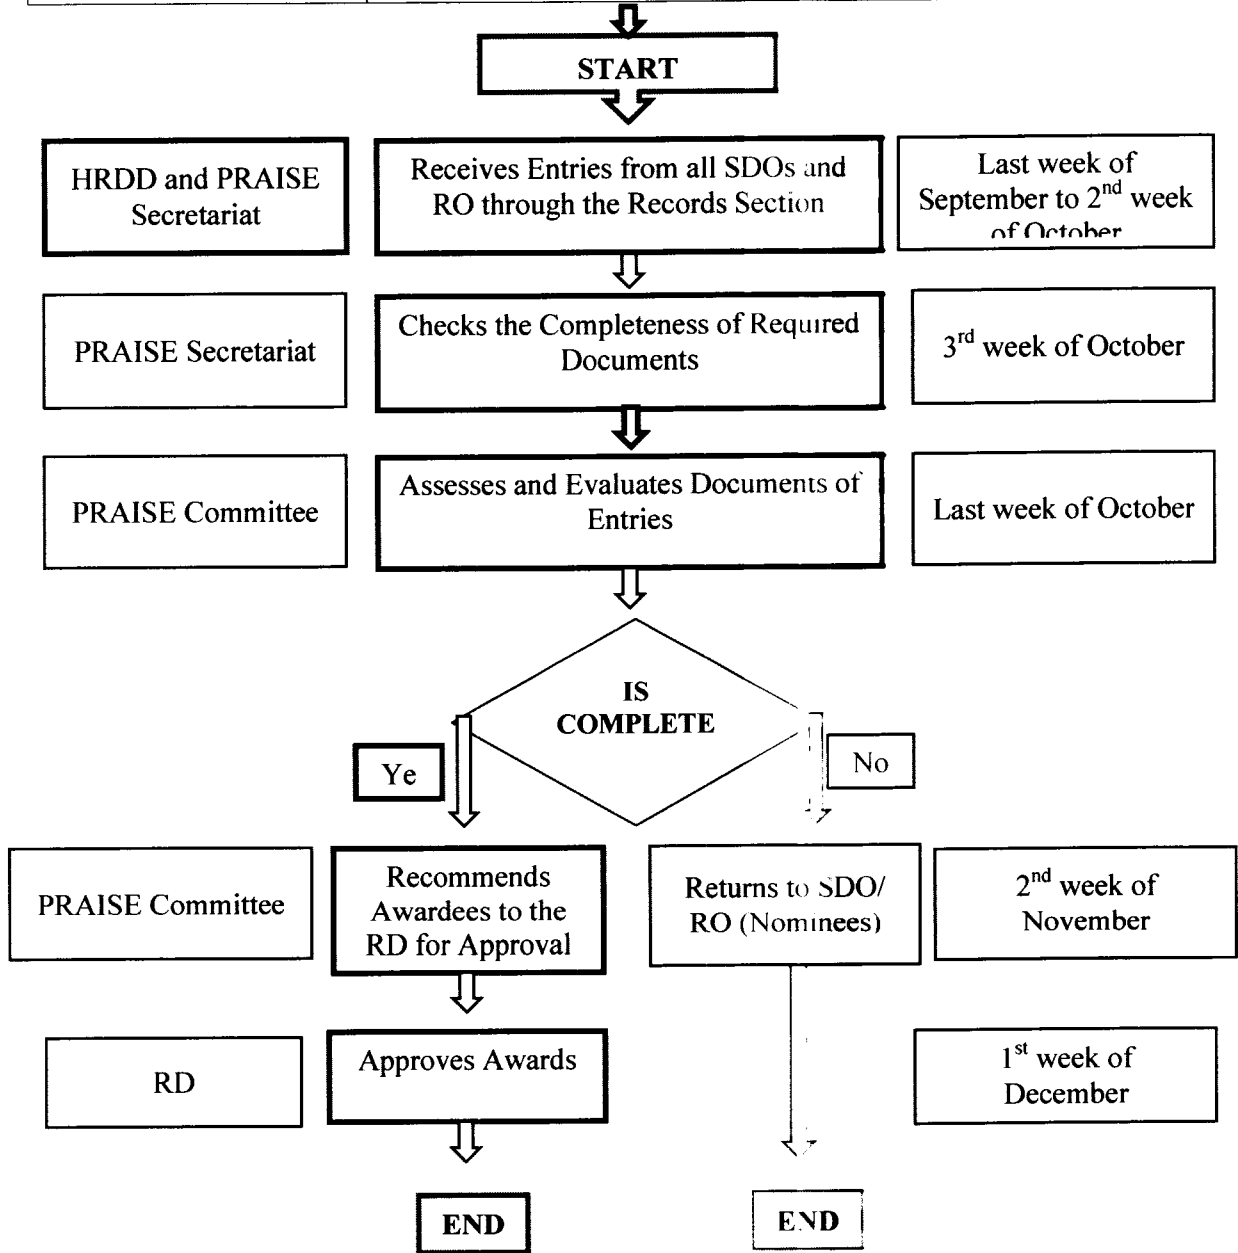 START
HRDD and PRAISE
Secretariat
Receives Entries from all SDOs and
RO through the Records Section
Last week of
September to 2nd week
of October
PRAISE Secretariat
Checks the Completeness of Required
Documents
3rd week of October
PRAISE Committee
Assesses and Evaluates Documents of
Entries
Last week of October
IS
COMPLETE
Ye
No
PRAISE Committee
Recommends
Awardees to the
RD for Approval
Returns to SDO/
RO (Nominees)
2nd week of
November
RD
Approves Awards
1st week of
December
END
END